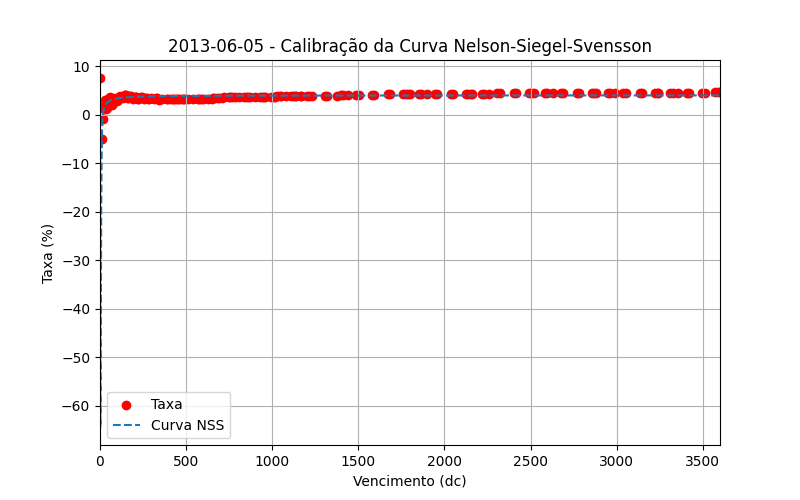 2013-06-05 - Calibração da Curva Nelson-Siegel-Svensson
Taxa (%)
10
0
−10
−20
−30
−40
−50
−60
Taxa
Curva NSS
0 500 1000 1500 2000 2500 3000 3500
Vencimento (dc)